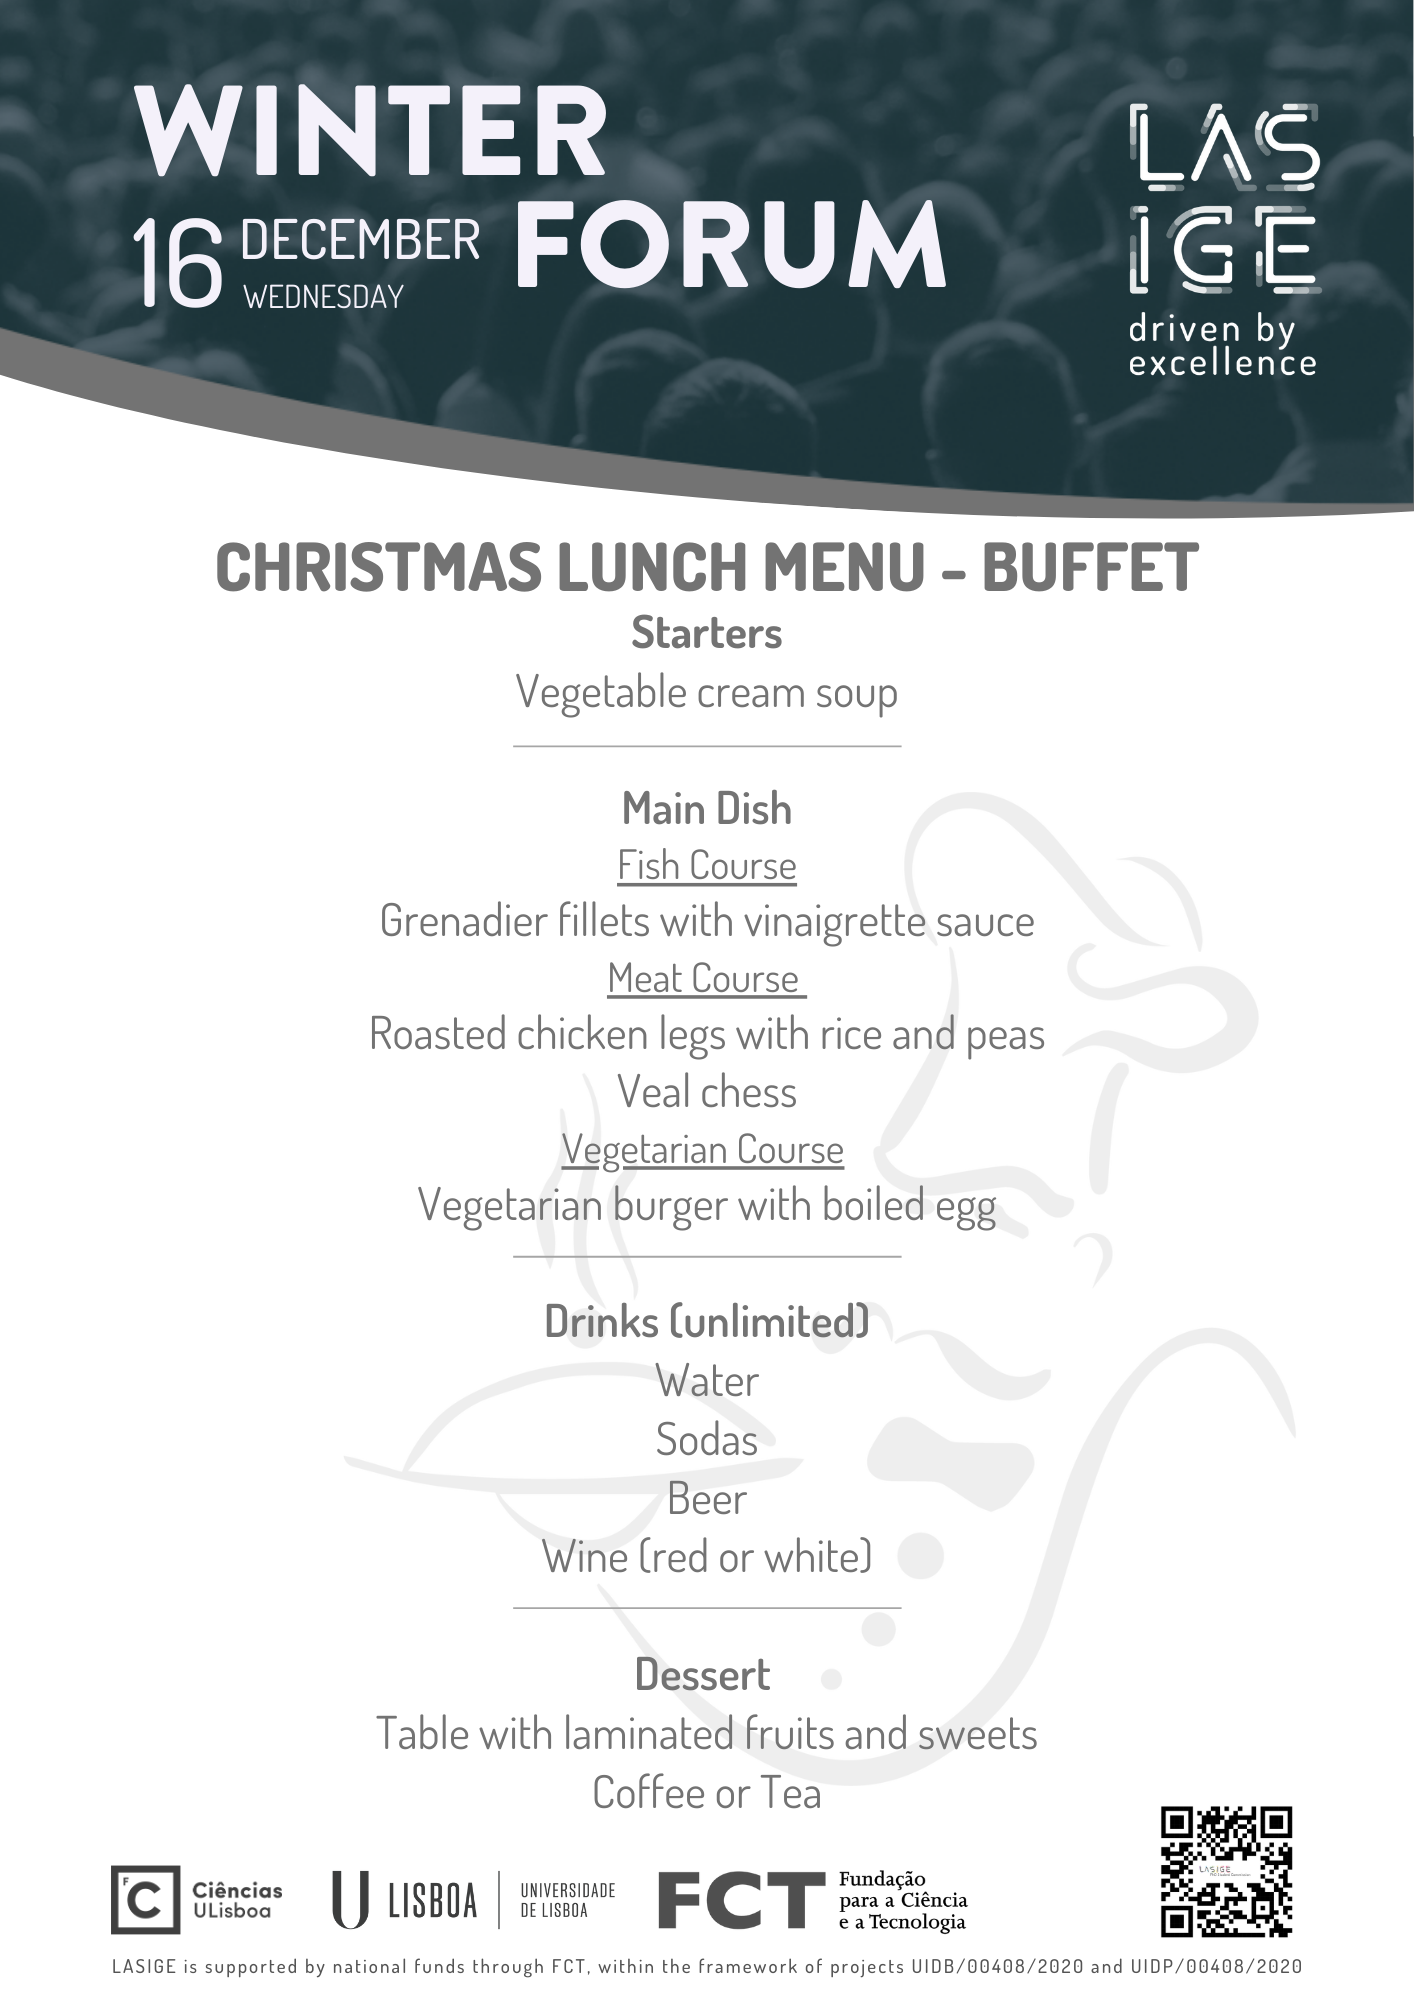 WINTER
FORUM
16 DECEMBER
WEDNESDAY
LAS
IGE
driven by
excellence
CHRISTMAS LUNCH MENU - BUFFET
Starters
Vegetable cream soup
Main Dish
Fish Course
Grenadier fillets with vinaigrette sauce
Meat Course
Roasted chicken legs with rice and peas
Veal chess
Vegetarian Course
Vegetarian burger with boiled egg
Drinks (unlimited)
Water
Sodas
Beer
Wine (red or white)
Dessert
Table with laminated fruits and sweets
Coffee or Tea
F
C
Ciências
ULisboa
U LISBOA
UNIVERSIDADE
DE LISBOA
FCT
Fundação
para a Ciência
e a Tecnologia
LASIGE
LASIGE is supported by national funds through FCT, within the framework of projects UIDB/00408/2020 and UIDP/00408/2020